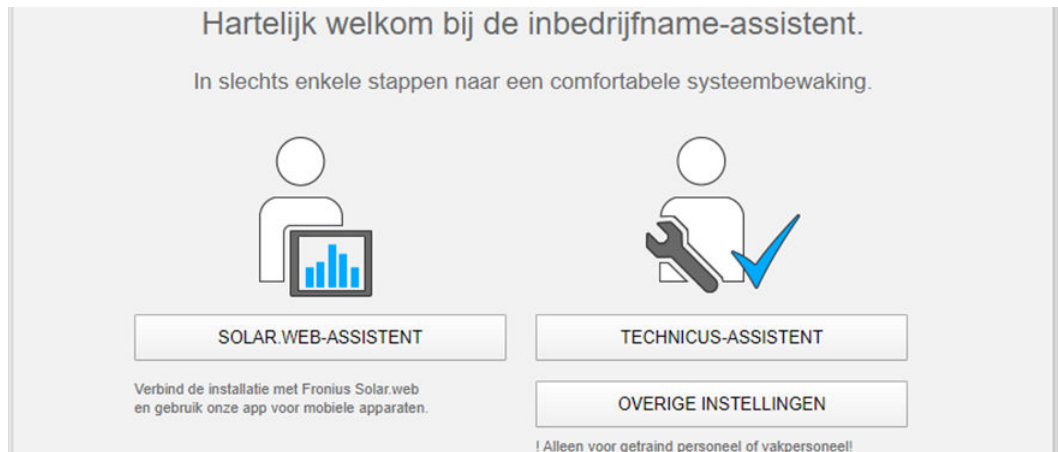 Hartelijk welkom bij de inbedrijfname-assistent.
In slechts enkele stappen naar een comfortabele systeembewaking.
SOLAR.WEB-ASSISTENT
Verbind de installatie met Fronius Solar.web
en gebruik onze app voor mobiele apparaten.
TECHNICUS-ASSISTENT
OVERIGE INSTELLINGEN
! Alleen voor getraind personeel of vakpersoneel!